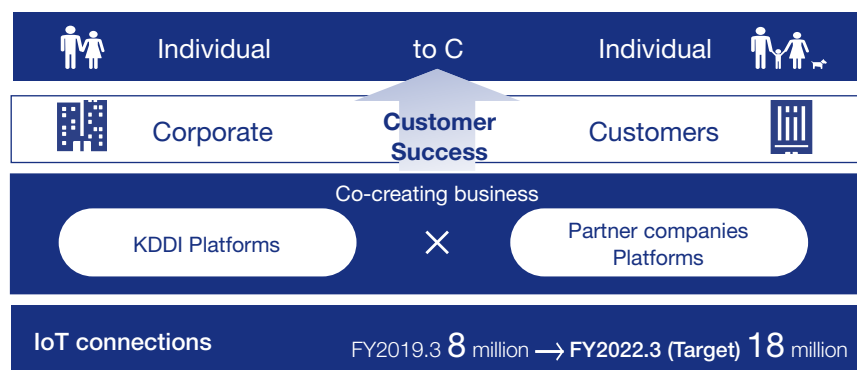 Individual to C Individual
Corporate Customer Success Customers
Co-creating business
KDDI Platforms × Partner companies Platforms
IoT connections FY2019.3 8 million → FY2022.3 (Target) 18 million